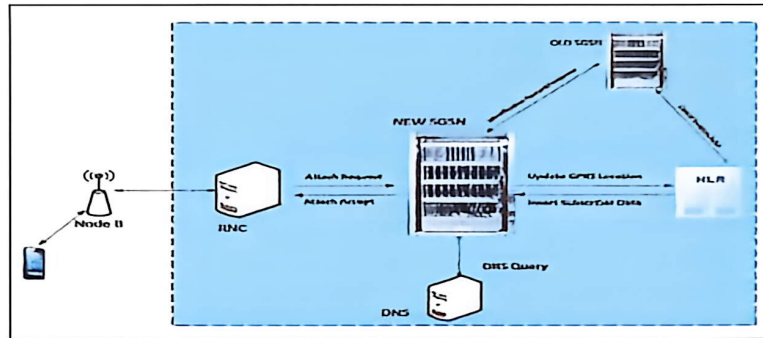 OLD SGSN
NEW SGSN
Attach Request
Attach Accept
Update GPRS Location
Insert Subscriber Data
HLR
Node B
RNC
DNS Query
DNS